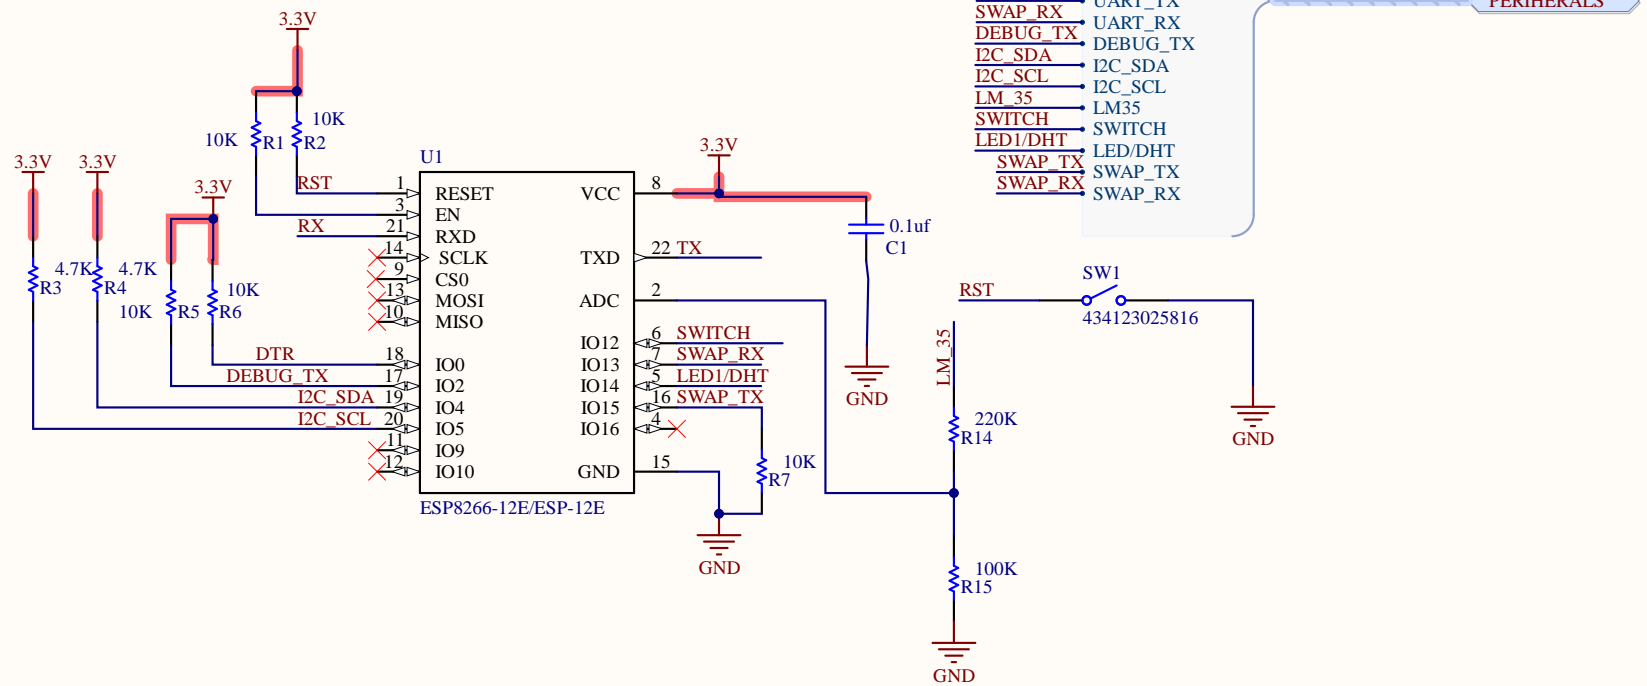 3.3V
10K
R1
10K
R2
3.3V
3.3V
3.3V
4.7K
R3
4.7K
R4
10K
R5
10K
R6
RST
RX
DTR
DEBUG_TX
I2C_SDA
I2C_SCL
U1
1 RESET
3 EN
21 RXD
14 SCLK
9 CS0
13 MOSI
10 MISO
18 IO0
17 IO2
19 IO4
20 IO5
11 IO9
12 IO10
VCC 8
TXD 22 TX
ADC 2
IO12 6 SWITCH
IO13 7 SWAP_RX
IO14 5 LED1/DHT
IO15 16 SWAP_TX
IO16 4
GND 15
ESP8266-12E/ESP-12E
3.3V
0.1uf
C1
GND
10K
R7
GND
UART_TX
SWAP_RX UART_RX
DEBUG_TX DEBUG_TX
I2C_SDA I2C_SDA
I2C_SCL I2C_SCL
LM_35 LM35
SWITCH SWITCH
LED1/DHT LED/DHT
SWAP_TX SWAP_TX
SWAP_RX SWAP_RX
PERIHERALS
RST
SW1
434123025816
GND
LM_35
220K
R14
100K
R15
GND